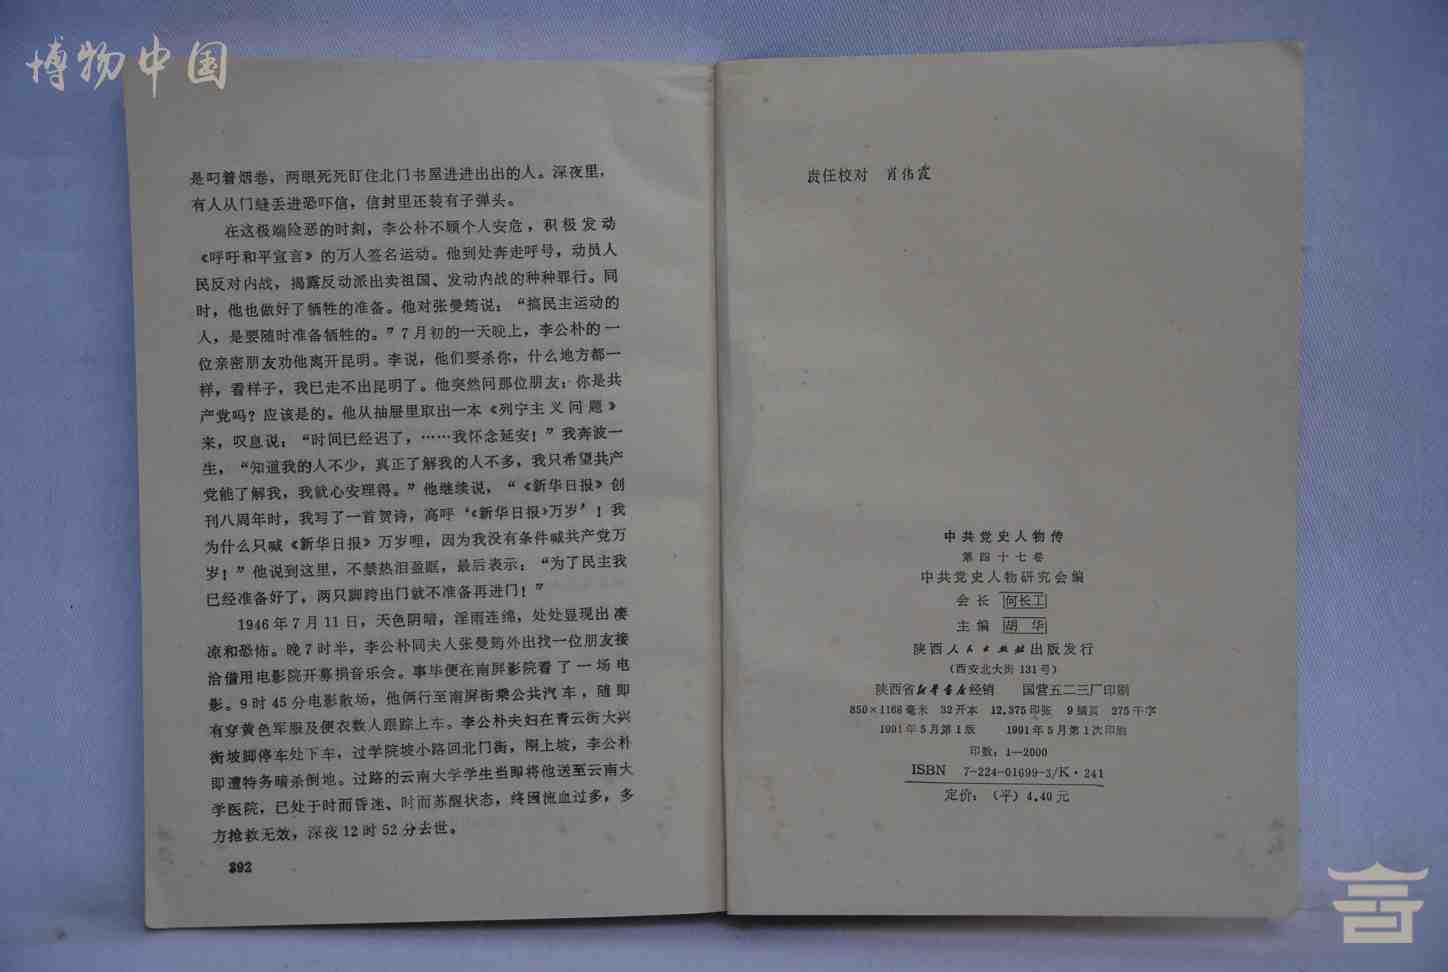 博物中国
是叼着烟卷，两眼死死盯住北门书屋进进出出的人。深夜里，
有人从门缝丢进恐吓信，信封里还装有子弹头。
在这极端险恶的时刻，李公朴不顾个人安危，积极发动
《呼吁和平宣言》的万人签名运动。他到处奔走呼号，动员人
民反对内战，揭露反动派出卖祖国、发动内战的种种罪行。同
时，他也做好了牺牲的准备。他对张曼筠说：“搞民主运动的
人，是要随时准备牺牲的。”7月初的一天晚上，李公朴的一
位亲密朋友劝他离开昆明。李说，他们要杀你，什么地方都一
样，看样子，我已走不出昆明了。他突然问那位朋友：你是共
产党吗？应该是的。他从抽屉里取出一本《列宁主义问题》
来，叹息说：“时间已经迟了，……我怀念延安！”我奔波一
生，“知道我的人不少，真正了解我的人不多，我只希望共产
党能了解我，我就心安理得。”他继续说，“《新华日报》创
刊八周年时，我写了一首贺诗，高呼‘《新华日报》万岁’！我
为什么只喊《新华日报》万岁哩，因为我没有条件喊共产党万
岁！”他说到这里，不禁热泪盈眶，最后表示：“为了民主我
已经准备好了，两只脚跨出门就不准备再进门！”
1946年7月11日，天色阴暗，淫雨连绵，处处显现出凄
凉和恐怖。晚7时半，李公朴同夫人张曼筠外出找一位朋友接
洽借用电影院开募捐音乐会。事毕便在南屏影院看了一场电
影。9时45分电影散场，他俩行至南屏街乘公共汽车，随即
有穿黄色军服及便衣数人跟踪上车。李公朴夫妇在青云街大兴
街坡脚停车处下车，过学院坡小路回北门街，刚上坡，李公朴
即遭特务暗杀倒地。过路的云南大学学生当即将他送至云南大
学医院，已处于时而昏迷、时而苏醒状态，终因流血过多，多
方抢救无效，深夜12时52分去世。
392
责任校对 肖伟霞
中共党史人物传
第四十七卷
中共党史人物研究会编
会长 何长工
主编 胡华
陕西人民出版社出版发行
（西安北大街131号）
陕西省新华书店经销 国营五二三厂印刷
850×1168毫米 32开本 12.375印张 9插页 275千字
1991年5月第1版 1991年5月第1次印刷
印数：1—2000
ISBN 7-224-01699-3/K·241
定价：（平）4.40元